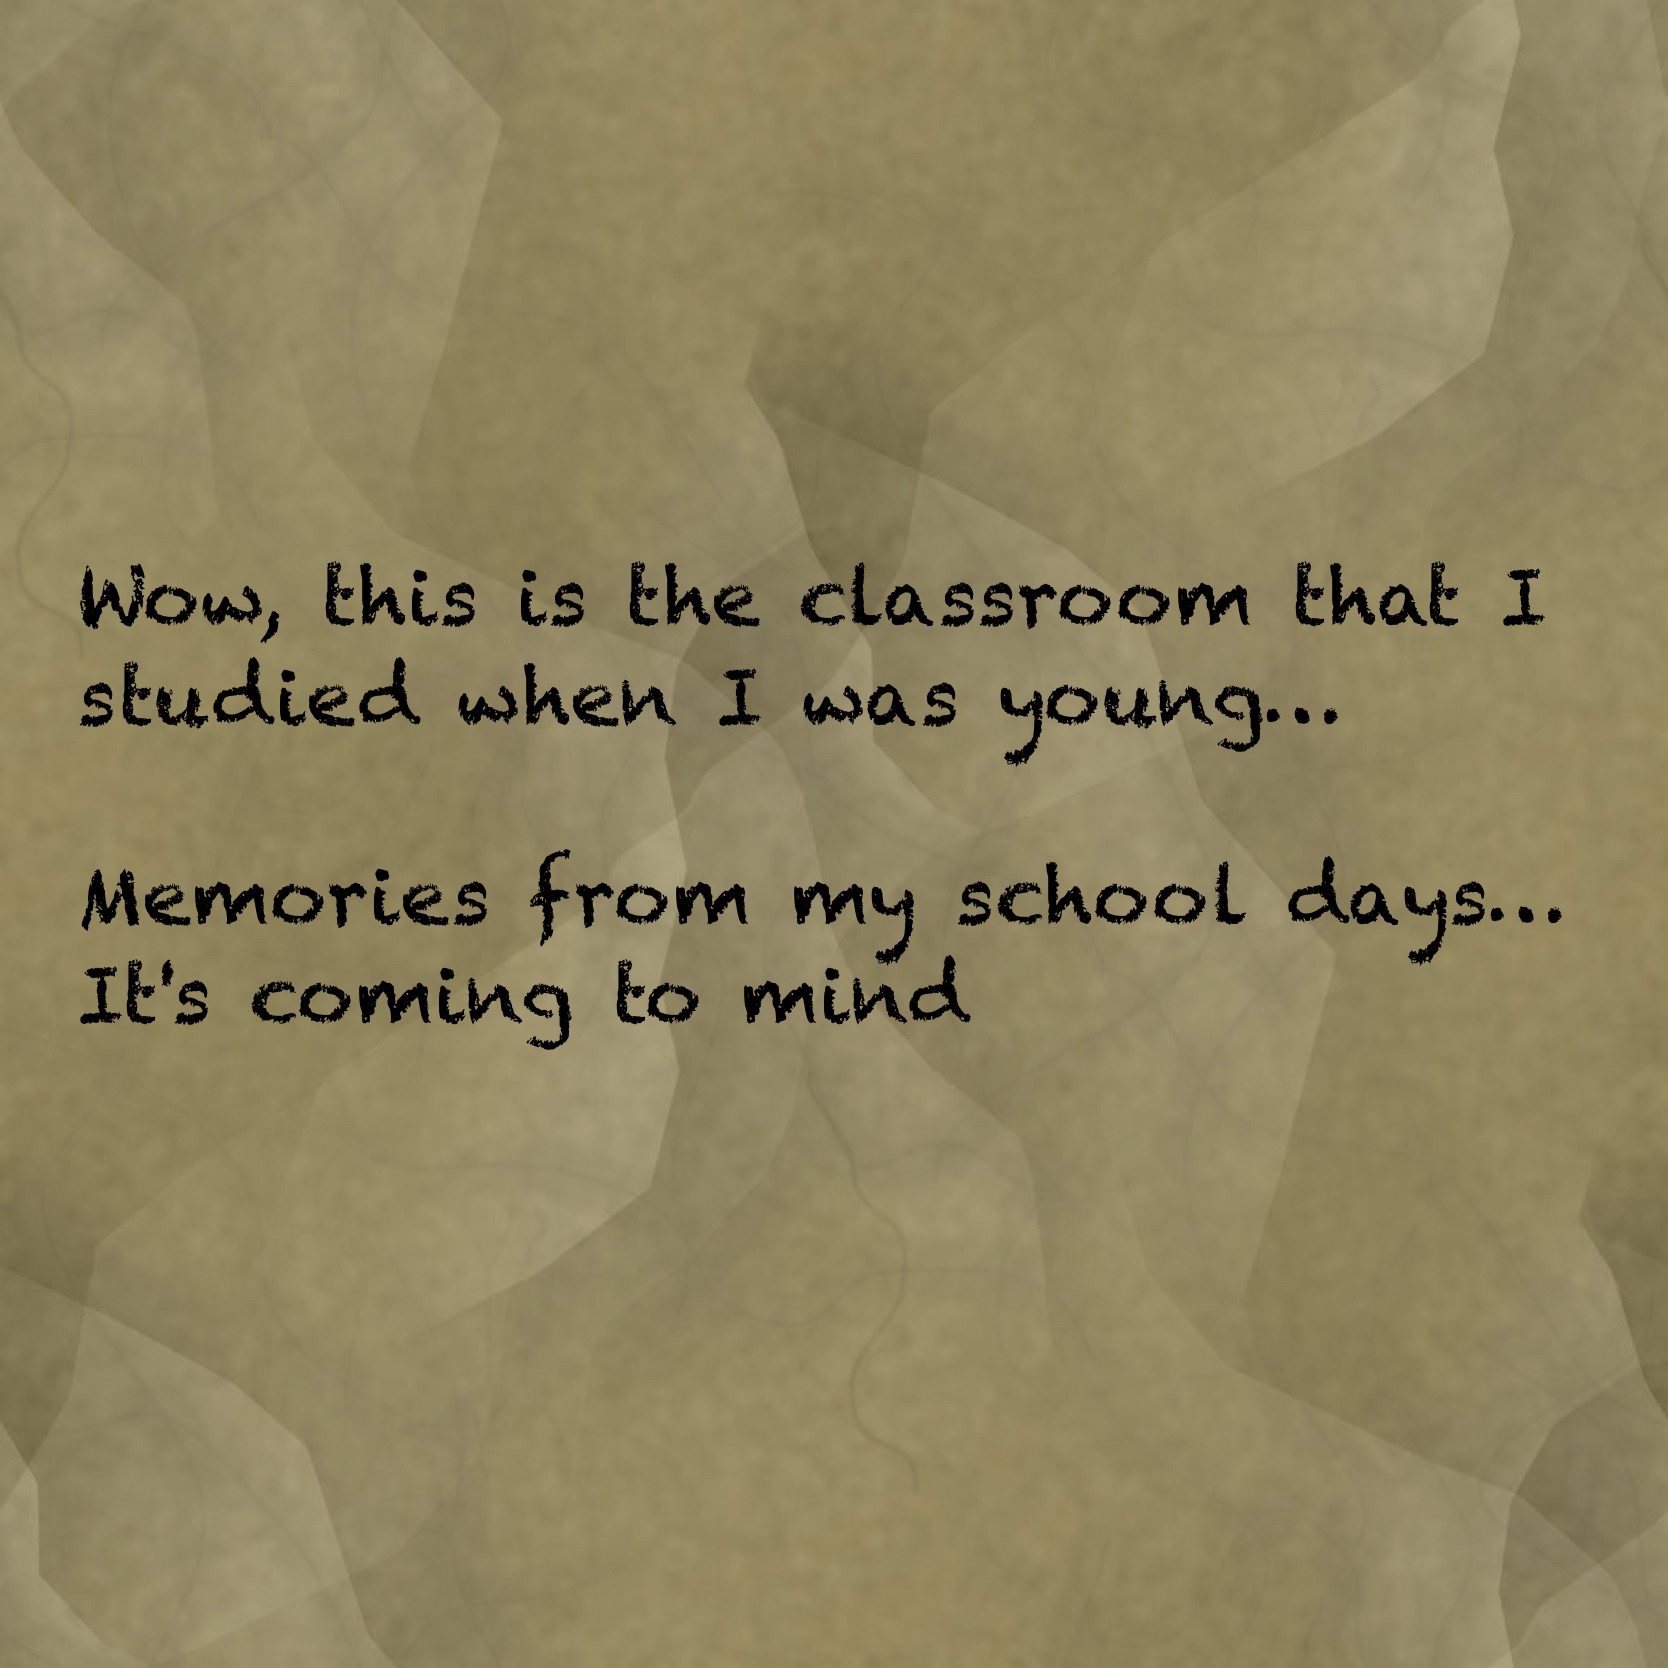 Wow, this is the classroom that I
studied when I was young...
Memories from my school days...
It's coming to mind